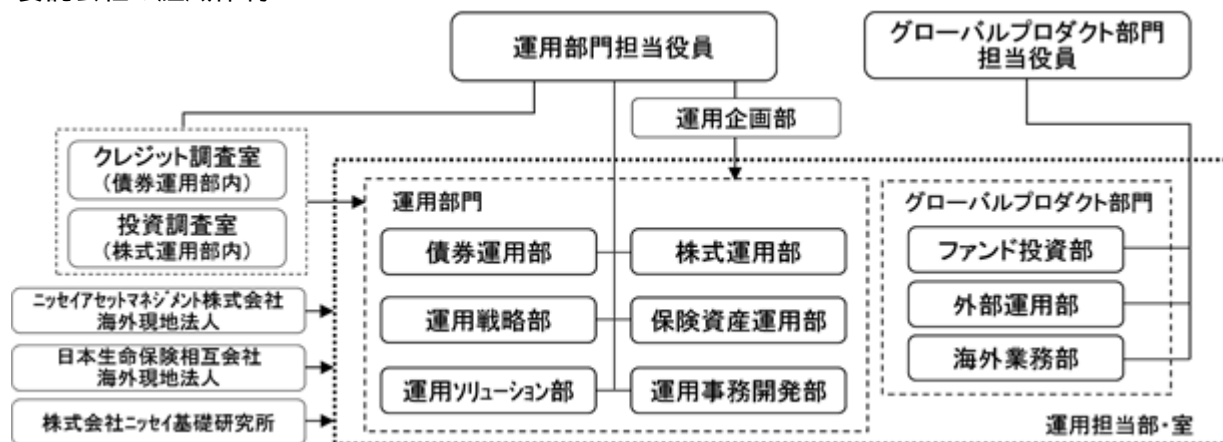 運用部門担当役員
グローバルプロダクト部門
担当役員
運用企画部
クレジット調査室
(債券運用部内)
投資調査室
(株式運用部内)
ニッセイアセットマネジメント株式会社
海外現地法人
日本生命保険相互会社
海外現地法人
株式会社ニッセイ基礎研究所
運用部門
債券運用部
株式運用部
運用戦略部
保険資産運用部
運用ソリューション部
運用事務開発部
グローバルプロダクト部門
ファンド投資部
外部運用部
海外業務部
運用担当部・室